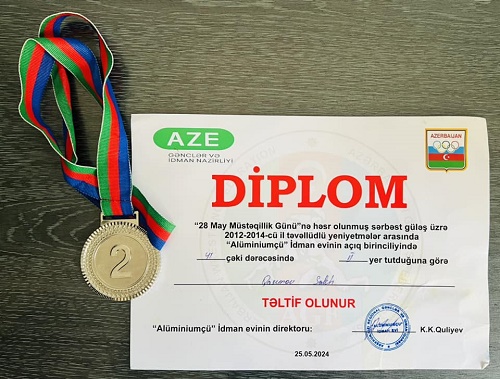 2
AZE
GƏNCLƏR VƏ
İDMAN NAZİRLİYİ
AZERBAIJAN
DİPLOM
“28 May Müstəqillik Günü”nə həsr olunmuş sərbəst güləş üzrə
2012-2014-cü il təvəllüdlü yeniyetmələr arasında
“Alüminiumçü” İdman evinin açıq birinciliyində
41 çəki dərəcəsində II yer tutduğuna görə
TƏLTİF OLUNUR
“Alüminiumçü” İdman evinin direktoru: K.K.Quliyev
25.05.2024